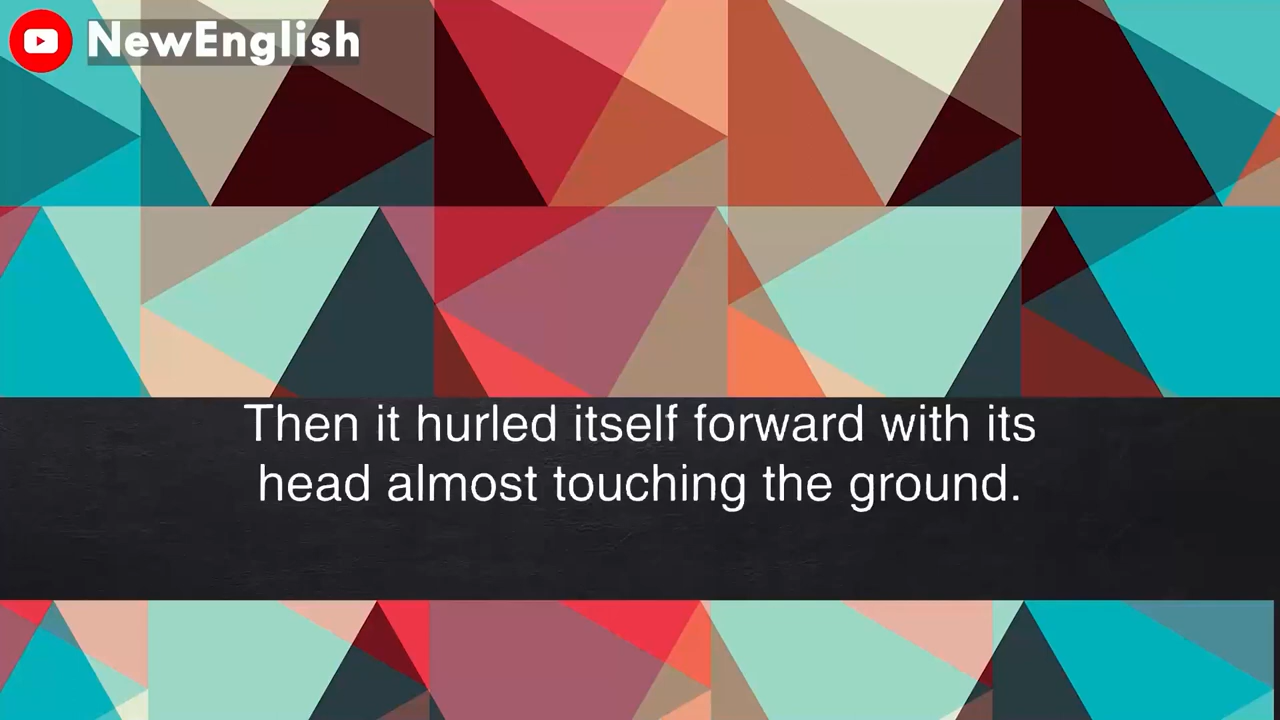 NewEnglish
Then it hurled itself forward with its
head almost touching the ground.